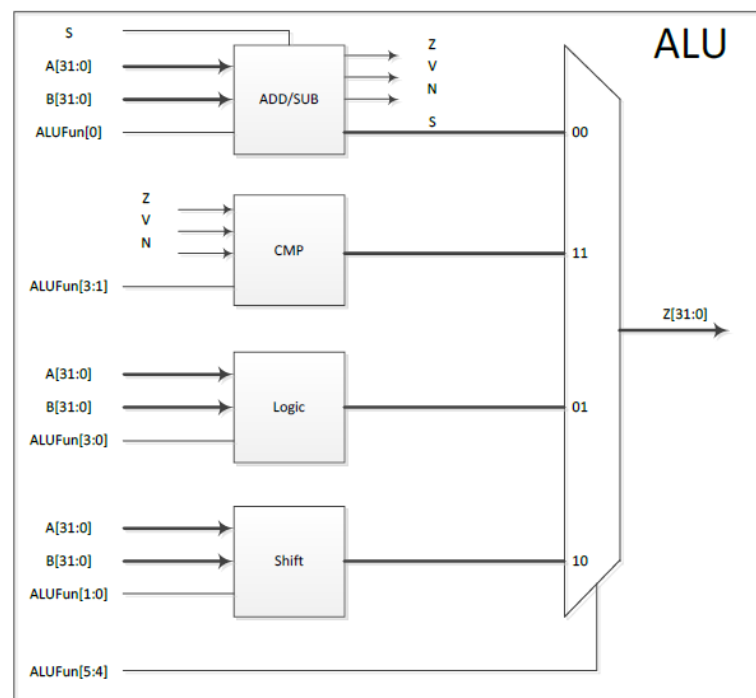 ALU
S
A[31:0]
B[31:0]
ALUFun[0]
ADD/SUB
Z
V
N
S
00
Z
V
N
ALUFun[3:1]
CMP
11
Z[31:0]
A[31:0]
B[31:0]
ALUFun[3:0]
Logic
01
A[31:0]
B[31:0]
ALUFun[1:0]
Shift
10
ALUFun[5:4]